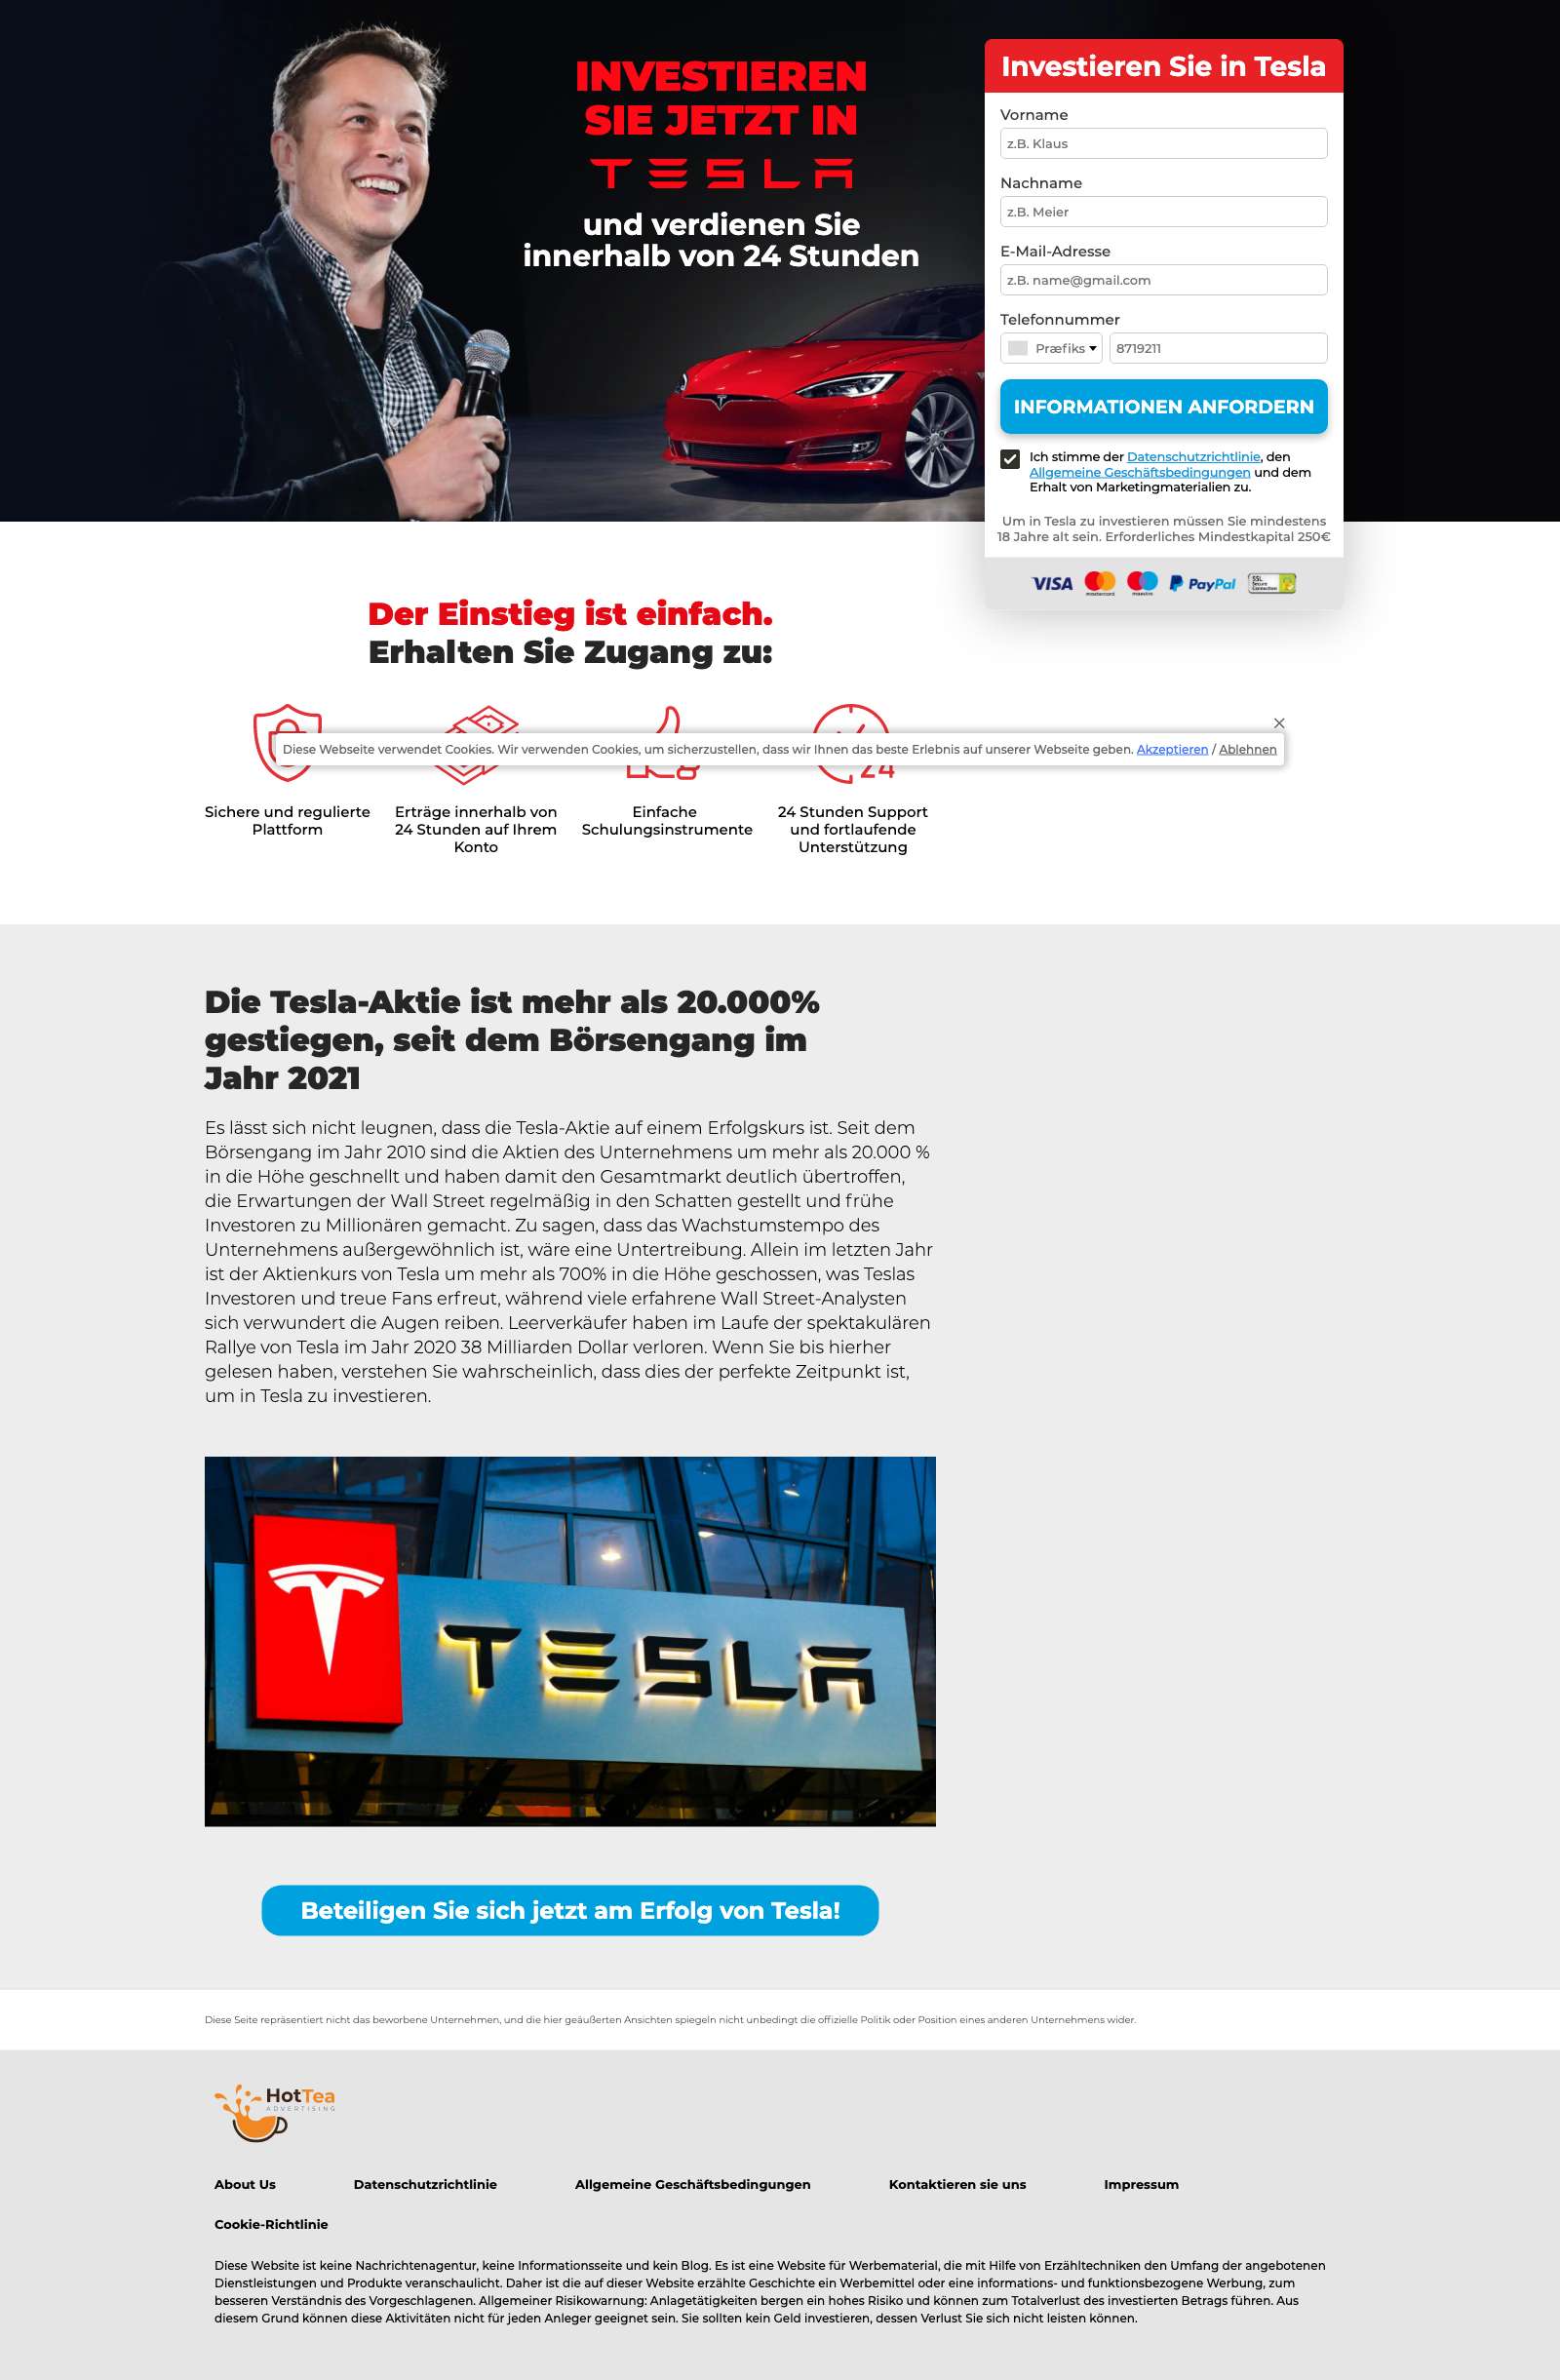 INVESTIEREN
SIE JETZT IN
TESLA
und verdienen Sie
innerhalb von 24 Stunden
Investieren Sie in Tesla
Vorname
z.B. Klaus
Nachname
z.B. Meier
E-Mail-Adresse
z.B. name@gmail.com
Telefonnummer
Præfiks
8719211
INFORMATIONEN ANFORDERN
Ich stimme der Datenschutzrichtlinie, den
Allgemeine Geschäftsbedingungen und dem
Erhalt von Marketingmaterialien zu.
Um in Tesla zu investieren müssen Sie mindestens
18 Jahre alt sein. Erforderliches Mindestkapital 250€
VISA
mastercard
maestro
PayPal
SSL
Secure
Connection
Der Einstieg ist einfach.
Erhalten Sie Zugang zu:
Diese Webseite verwendet Cookies. Wir verwenden Cookies, um sicherzustellen, dass wir Ihnen das beste Erlebnis auf unserer Webseite geben. Akzeptieren / Ablehnen
24
Sichere und regulierte
Plattform
Erträge innerhalb von
24 Stunden auf Ihrem
Konto
Einfache
Schulungsinstrumente
24 Stunden Support
und fortlaufende
Unterstützung
Die Tesla-Aktie ist mehr als 20.000%
gestiegen, seit dem Börsengang im
Jahr 2021
Es lässt sich nicht leugnen, dass die Tesla-Aktie auf einem Erfolgskurs ist. Seit dem
Börsengang im Jahr 2010 sind die Aktien des Unternehmens um mehr als 20.000 %
in die Höhe geschnellt und haben damit den Gesamtmarkt deutlich übertroffen,
die Erwartungen der Wall Street regelmäßig in den Schatten gestellt und frühe
Investoren zu Millionären gemacht. Zu sagen, dass das Wachstumstempo des
Unternehmens außergewöhnlich ist, wäre eine Untertreibung. Allein im letzten Jahr
ist der Aktienkurs von Tesla um mehr als 700% in die Höhe geschossen, was Teslas
Investoren und treue Fans erfreut, während viele erfahrene Wall Street-Analysten
sich verwundert die Augen reiben. Leerverkäufer haben im Laufe der spektakulären
Rallye von Tesla im Jahr 2020 38 Milliarden Dollar verloren. Wenn Sie bis hierher
gelesen haben, verstehen Sie wahrscheinlich, dass dies der perfekte Zeitpunkt ist,
um in Tesla zu investieren.
TESLA
Beteiligen Sie sich jetzt am Erfolg von Tesla!
Diese Seite repräsentiert nicht das beworbene Unternehmen, und die hier geäußerten Ansichten spiegeln nicht unbedingt die offizielle Politik oder Position eines anderen Unternehmens wider.
HotTea
ADVERTISING
About Us
Datenschutzrichtlinie
Allgemeine Geschäftsbedingungen
Kontaktieren sie uns
Impressum
Cookie-Richtlinie
Diese Website ist keine Nachrichtenagentur, keine Informationsseite und kein Blog. Es ist eine Website für Werbematerial, die mit Hilfe von Erzähltechniken den Umfang der angebotenen
Dienstleistungen und Produkte veranschaulicht. Daher ist die auf dieser Website erzählte Geschichte ein Werbemittel oder eine informations- und funktionsbezogene Werbung, zum
besseren Verständnis des Vorgeschlagenen. Allgemeiner Risikowarnung: Anlagetätigkeiten bergen ein hohes Risiko und können zum Totalverlust des investierten Betrags führen. Aus
diesem Grund können diese Aktivitäten nicht für jeden Anleger geeignet sein. Sie sollten kein Geld investieren, dessen Verlust Sie sich nicht leisten können.